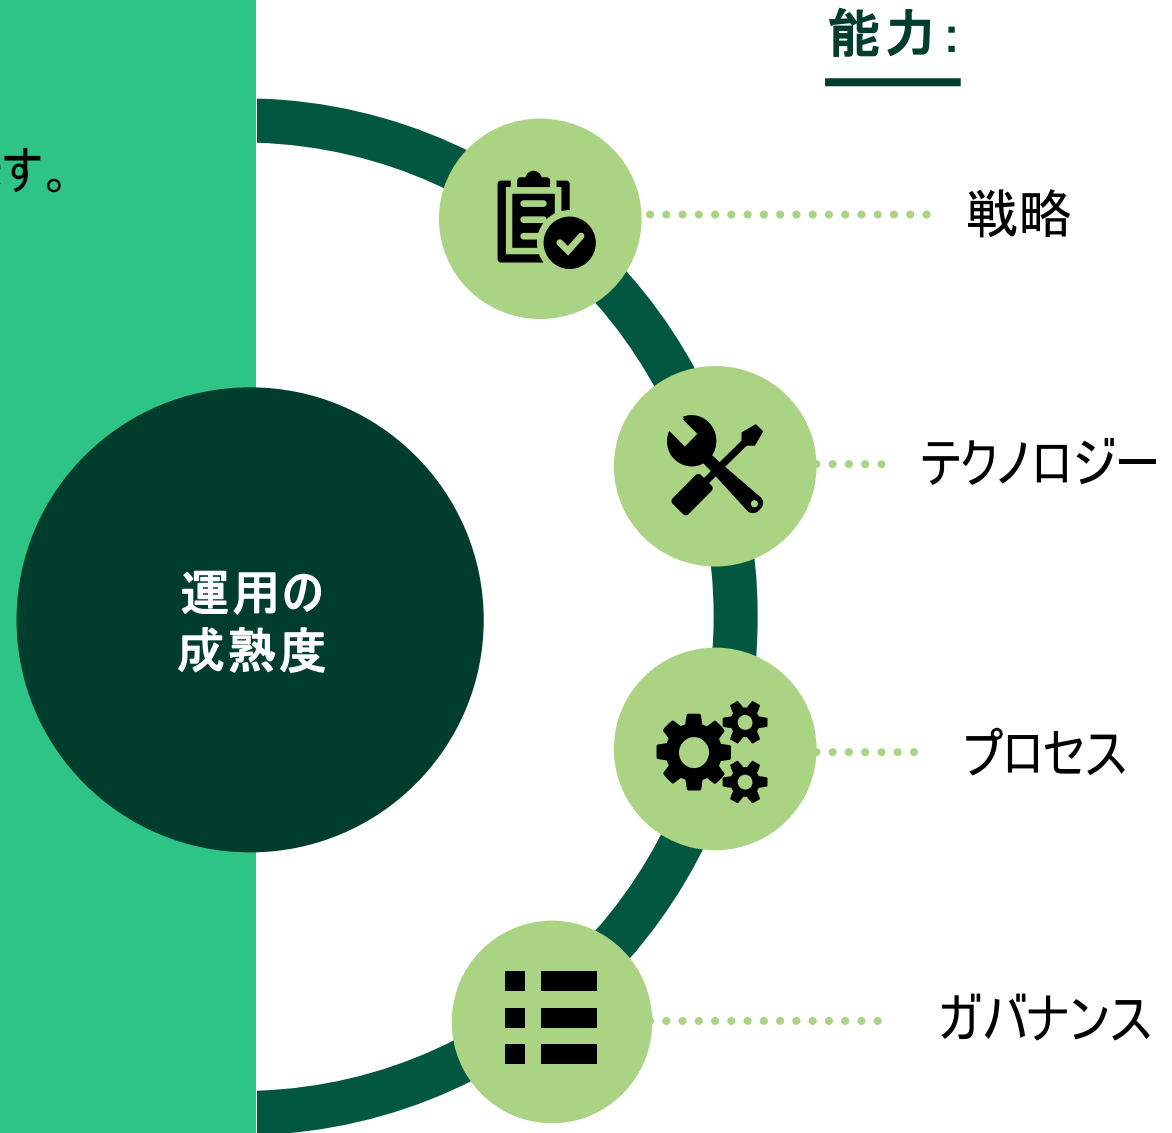 能力:
す。
戦略
テクノロジー
運用の
成熟度
プロセス
ガバナンス